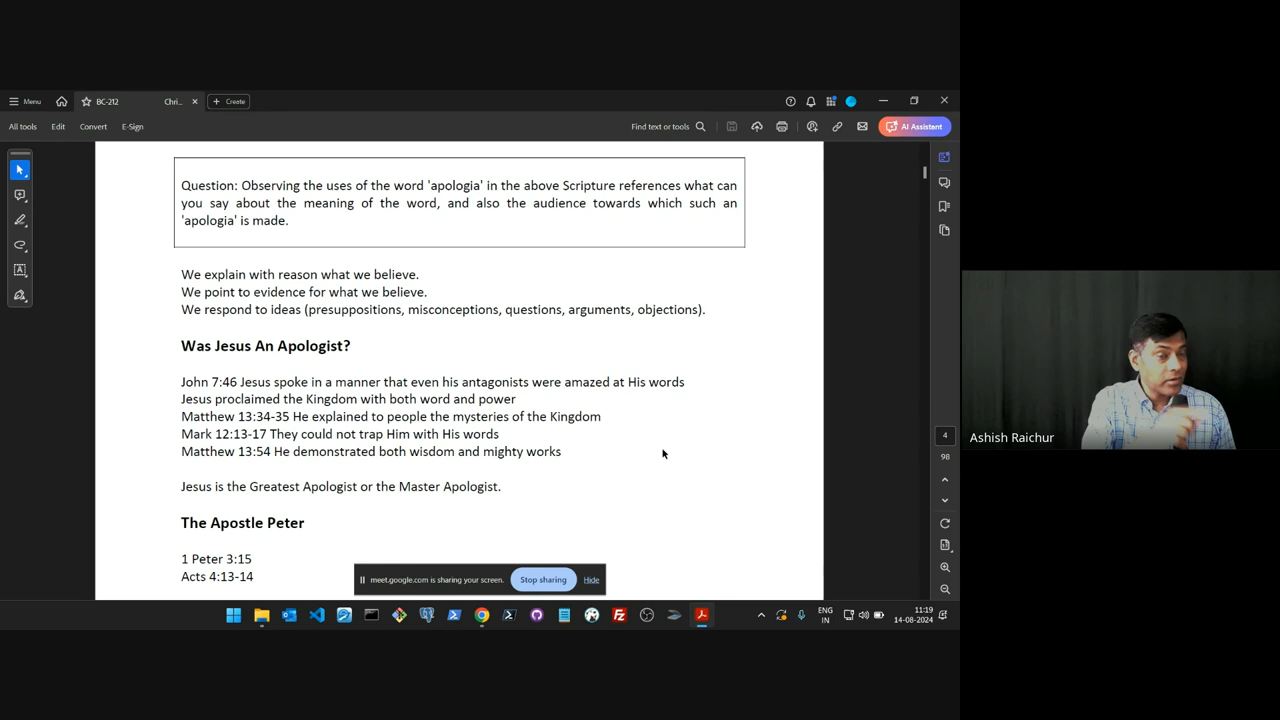 Menu
BC-212 Chri...
Create
All tools Edit Convert E-Sign
Find text or tools
AI Assistant
Question: Observing the uses of the word 'apologia' in the above Scripture references what can
you say about the meaning of the word, and also the audience towards which such an
'apologia' is made.
We explain with reason what we believe.
We point to evidence for what we believe.
We respond to ideas (presuppositions, misconceptions, questions, arguments, objections).
Was Jesus An Apologist?
John 7:46 Jesus spoke in a manner that even his antagonists were amazed at His words
Jesus proclaimed the Kingdom with both word and power
Matthew 13:34-35 He explained to people the mysteries of the Kingdom
Mark 12:13-17 They could not trap Him with His words
Matthew 13:54 He demonstrated both wisdom and mighty works
Jesus is the Greatest Apologist or the Master Apologist.
The Apostle Peter
1 Peter 3:15
Acts 4:13-14
4
98
meet.google.com is sharing your screen. Stop sharing Hide
Ashish Raichur
ENG
IN
11:19
14-08-2024